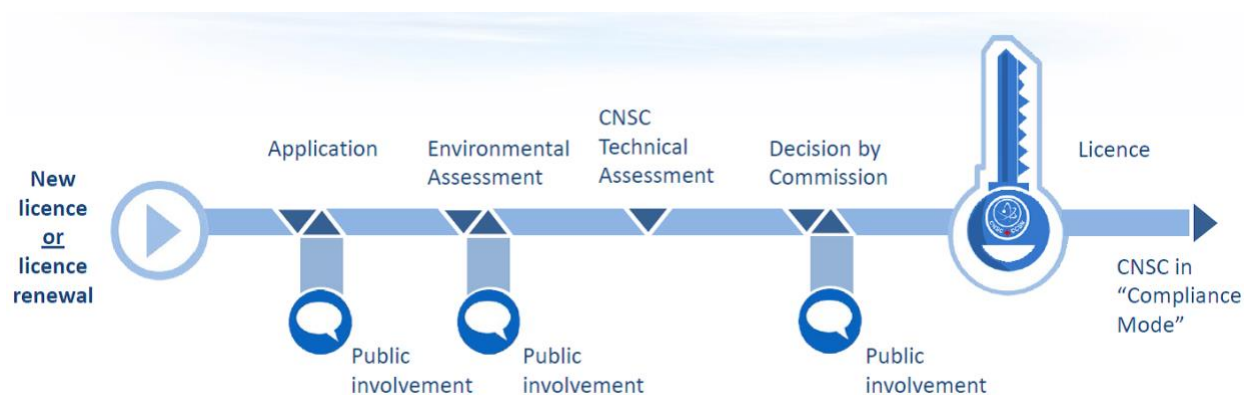 New
licence
or
licence
renewal
Application
Environmental
Assessment
CNSC
Technical
Assessment
Decision by
Commission
Licence
Public
involvement
Public
involvement
Public
involvement
CNSC in
“Compliance
Mode”